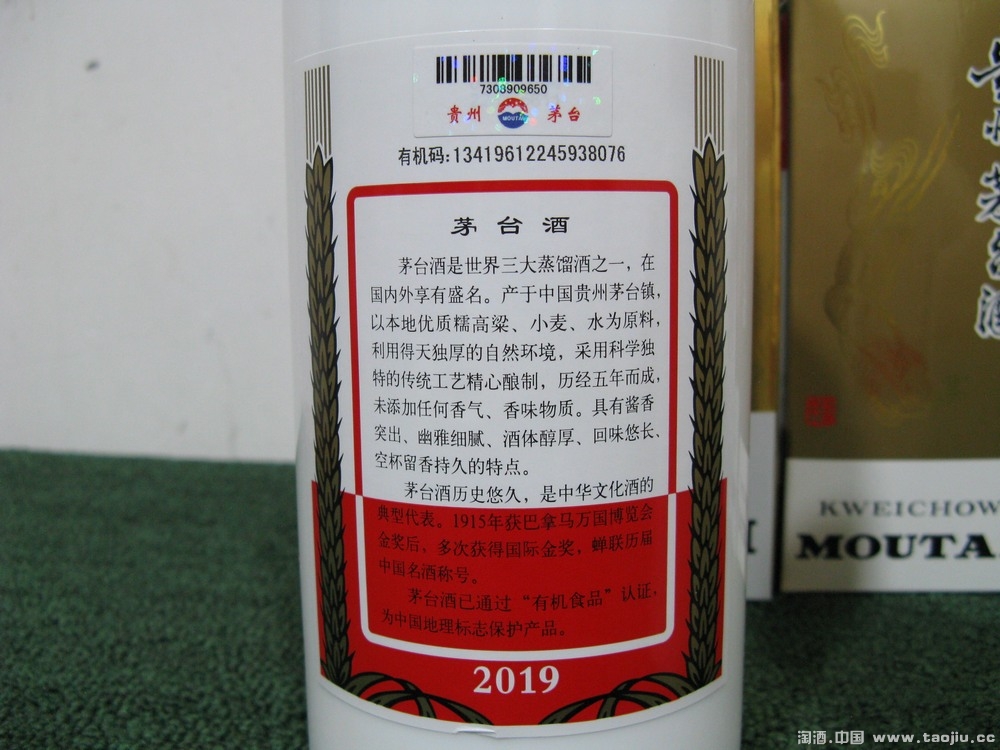 7303909650
贵州 MOUTAI 茅台
有机码:13419612245938076
茅台酒
茅台酒是世界三大蒸馏酒之一，在
国内外享有盛名。产于中国贵州茅台镇，
以本地优质糯高粱、小麦、水为原料，
利用得天独厚的自然环境，采用科学独
特的传统工艺精心酿制，历经五年而成，
未添加任何香气、香味物质。具有酱香
突出、幽雅细腻、酒体醇厚、回味悠长、
空杯留香持久的特点。
茅台酒历史悠久，是中华文化酒的
典型代表。1915年获巴拿马万国博览会
金奖后，多次获得国际金奖，蝉联历届
中国名酒称号。
茅台酒已通过“有机食品”认证，
为中国地理标志保护产品。
2019
KWEICHOW
MOUTA
淘酒.中国 www.taojiu.cc